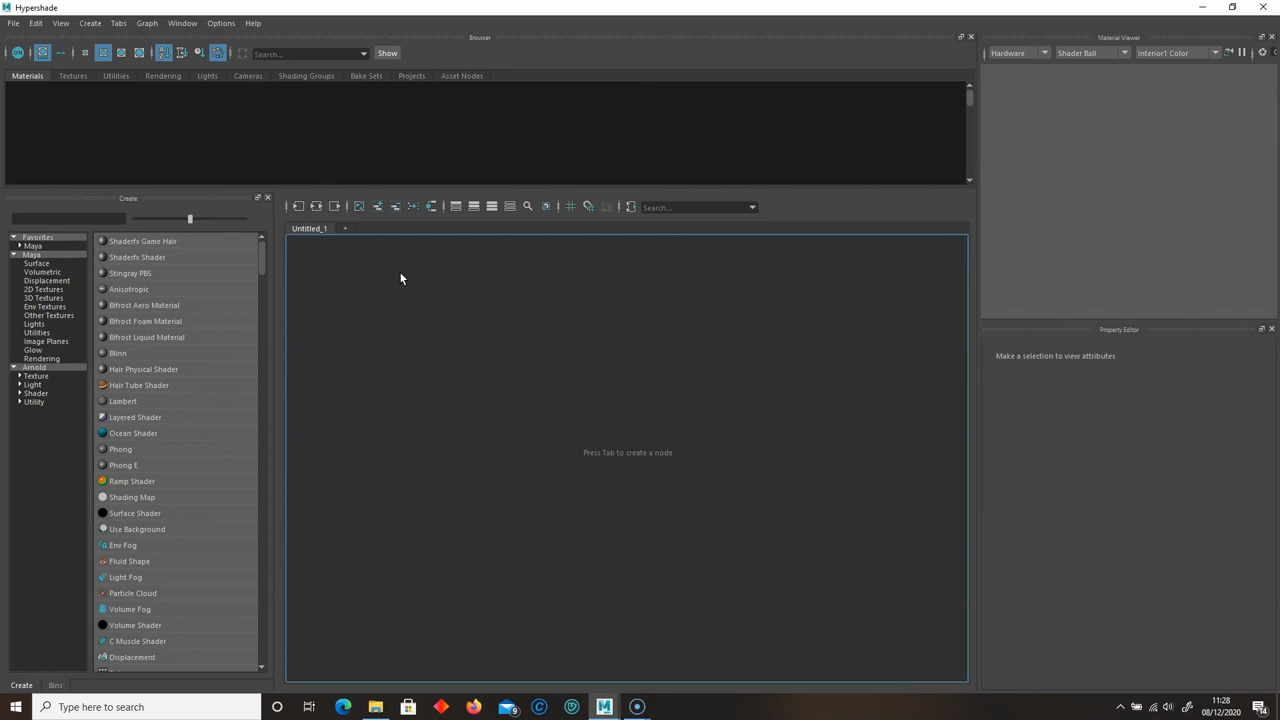 Hypershade
File Edit View Create Tabs Graph Window Options Help
Browser
ON
Search...
Show
Materials Textures Utilities Rendering Lights Cameras Shading Groups Bake Sets Projects Asset Nodes
Material Viewer
Hardware Shader Ball Interior1 Color
Create
Favorites
Maya
Maya
Surface
Volumetric
Displacement
2D Textures
3D Textures
Env Textures
Other Textures
Lights
Utilities
Image Planes
Glow
Rendering
Arnold
Texture
Light
Shader
Utility
Shaderfx Game Hair
Shaderfx Shader
Stingray PBS
Anisotropic
Bifrost Aero Material
Bifrost Foam Material
Bifrost Liquid Material
Blinn
Hair Physical Shader
Hair Tube Shader
Lambert
Layered Shader
Ocean Shader
Phong
Phong E
Ramp Shader
Shading Map
Surface Shader
Use Background
Env Fog
Fluid Shape
Light Fog
Particle Cloud
Volume Fog
Volume Shader
C Muscle Shader
Displacement
Create Bins
Search...
Untitled_1 +
Press Tab to create a node
Property Editor
Make a selection to view attributes
Type here to search
9
11:28
08/12/2020
14